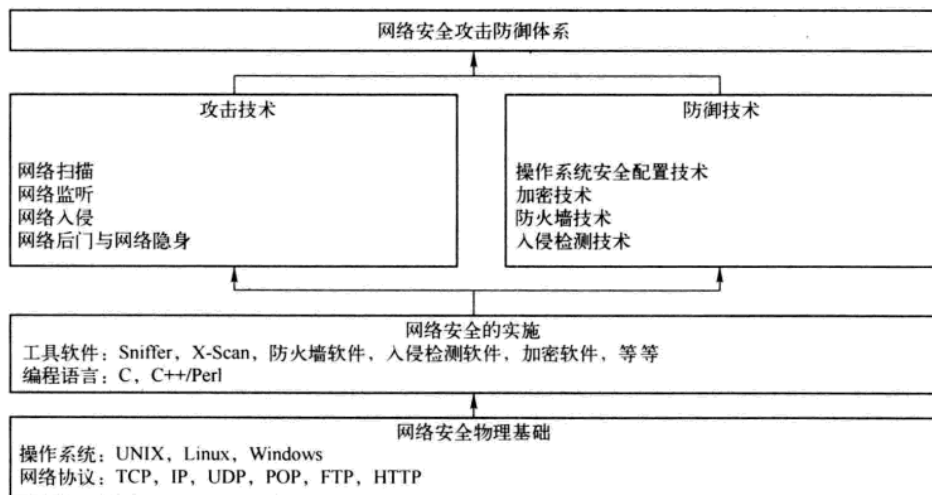 网络安全攻击防御体系
攻击技术
网络扫描
网络监听
网络入侵
网络后门与网络隐身
防御技术
操作系统安全配置技术
加密技术
防火墙技术
入侵检测技术
网络安全的实施
工具软件：Sniffer，X-Scan，防火墙软件，入侵检测软件，加密软件，等等
编程语言：C，C++/Perl
网络安全物理基础
操作系统：UNIX，Linux，Windows
网络协议：TCP，IP，UDP，POP，FTP，HTTP